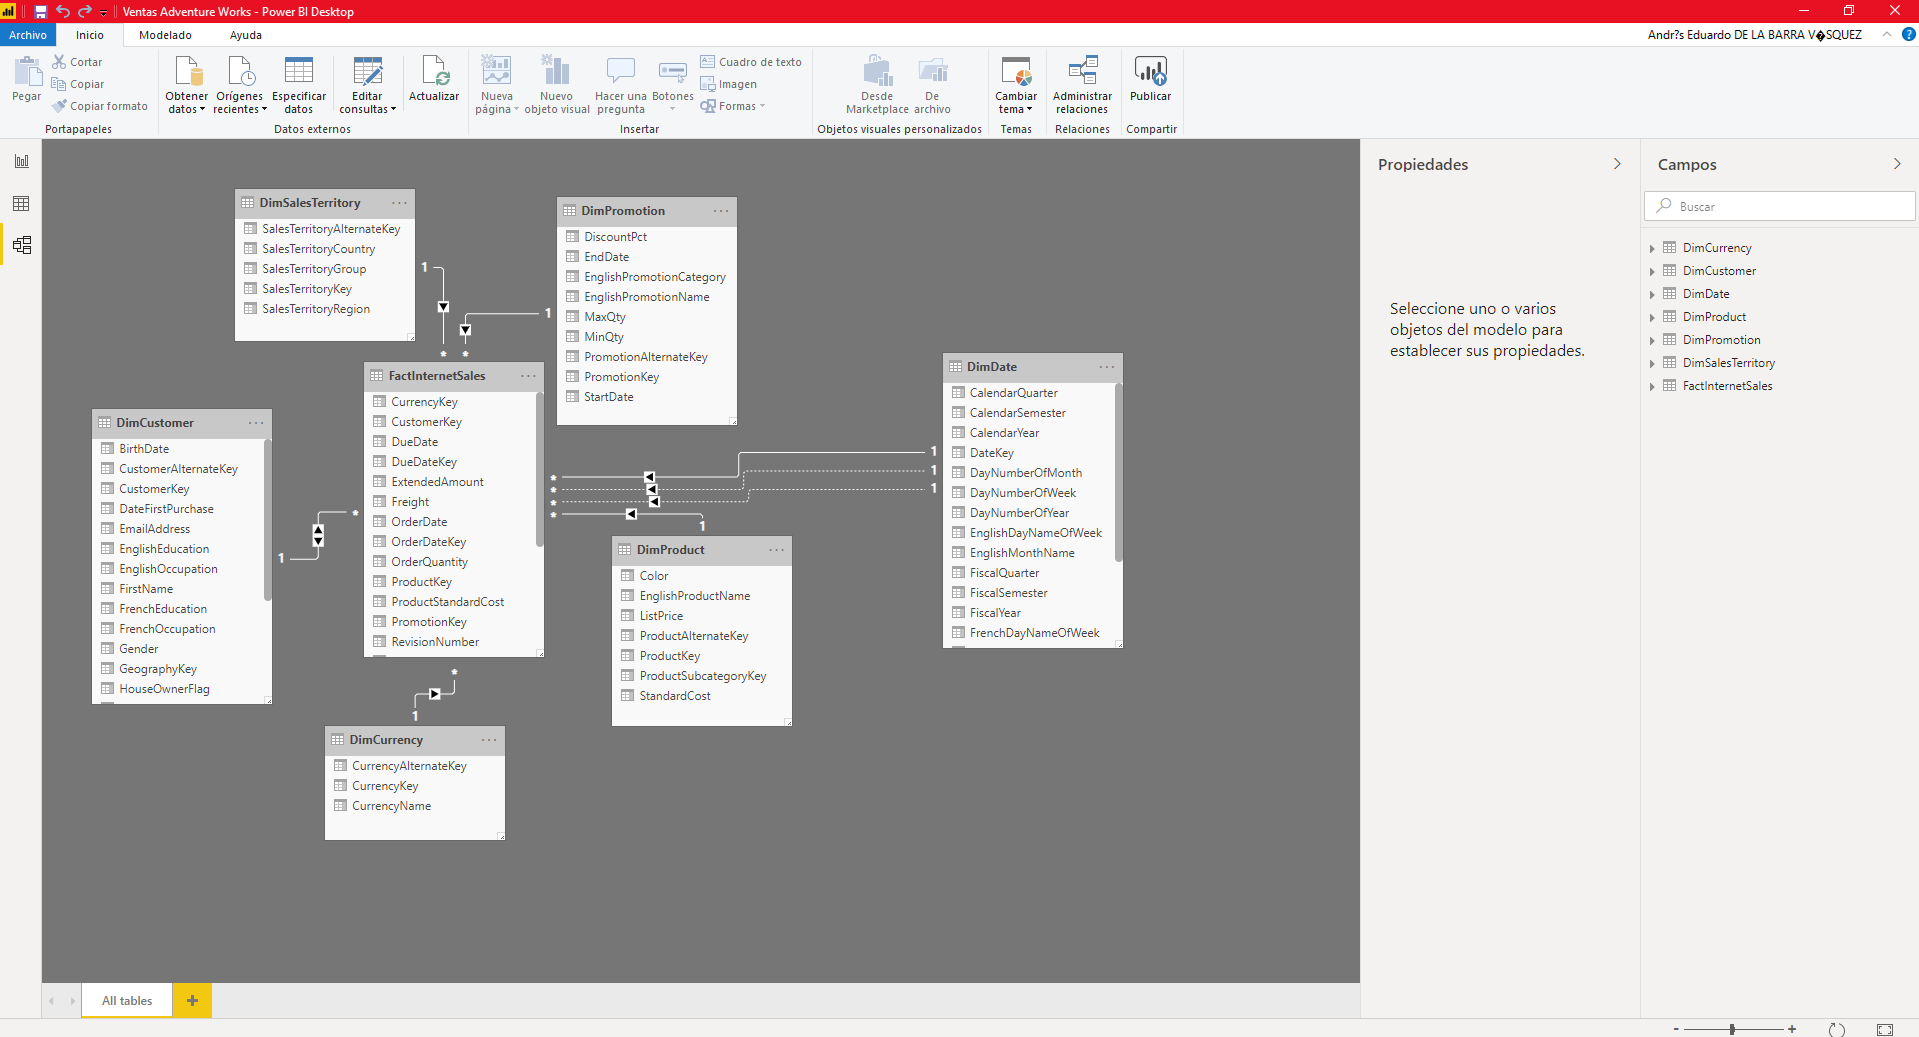 Ventas Adventure Works - Power BI Desktop
Archivo
Inicio
Modelado
Ayuda
Andr?s Eduardo DE LA BARRA V�SQUEZ
?
Pegar
Cortar
Copiar
Copiar formato
Portapapeles
Obtener
datos
Orígenes
recientes
Especificar
datos
Editar
consultas
Datos externos
Actualizar
Nueva
página
Nuevo
objeto visual
Hacer una
pregunta
Botones
Cuadro de texto
Imagen
Formas
Insertar
Desde
Marketplace
De
archivo
Objetos visuales personalizados
Cambiar
tema
Temas
Administrar
relaciones
Relaciones
Publicar
Compartir
DimSalesTerritory
SalesTerritoryAlternateKey
SalesTerritoryCountry
SalesTerritoryGroup
SalesTerritoryKey
SalesTerritoryRegion
1
*
DimPromotion
DiscountPct
EndDate
EnglishPromotionCategory
EnglishPromotionName
MaxQty
MinQty
PromotionAlternateKey
PromotionKey
StartDate
1
*
FactInternetSales
CurrencyKey
CustomerKey
DueDate
DueDateKey
ExtendedAmount
Freight
OrderDate
OrderDateKey
OrderQuantity
ProductKey
ProductStandardCost
PromotionKey
RevisionNumber
DimCustomer
BirthDate
CustomerAlternateKey
CustomerKey
DateFirstPurchase
EmailAddress
EnglishEducation
EnglishOccupation
FirstName
FrenchEducation
FrenchOccupation
Gender
GeographyKey
HouseOwnerFlag
1
*
DimDate
CalendarQuarter
CalendarSemester
CalendarYear
DateKey
DayNumberOfMonth
DayNumberOfWeek
DayNumberOfYear
EnglishDayNameOfWeek
EnglishMonthName
FiscalQuarter
FiscalSemester
FiscalYear
FrenchDayNameOfWeek
*
*
*
*
1
1
1
1
DimProduct
Color
EnglishProductName
ListPrice
ProductAlternateKey
ProductKey
ProductSubcategoryKey
StandardCost
*
1
DimCurrency
CurrencyAlternateKey
CurrencyKey
CurrencyName
All tables
+
Propiedades
Seleccione uno o varios
objetos del modelo para
establecer sus propiedades.
Campos
Buscar
DimCurrency
DimCustomer
DimDate
DimProduct
DimPromotion
DimSalesTerritory
FactInternetSales
- +